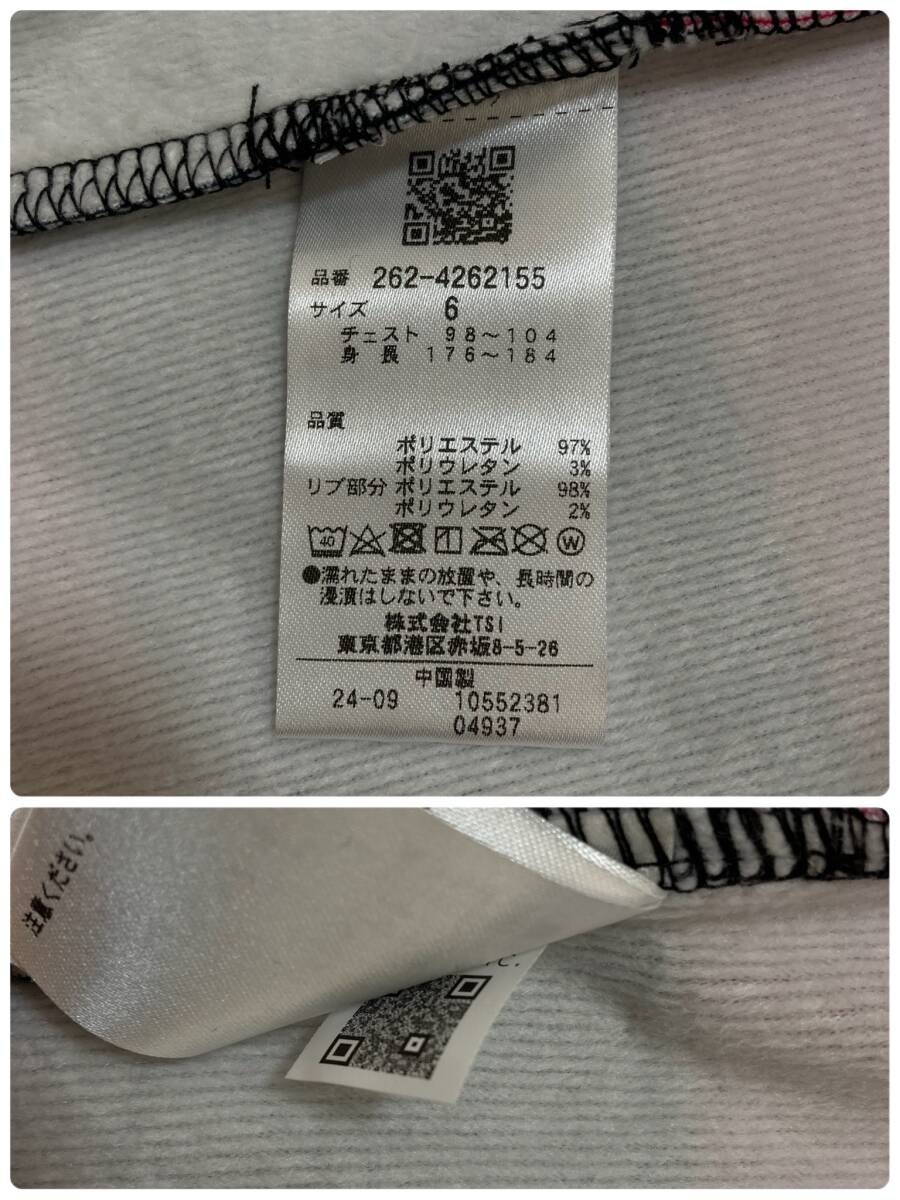 品番 262-4262155
サイズ 6
チェスト 98～104
身 長 176～184
品質
ポリエステル 97%
ポリウレタン 3%
リブ部分 ポリエステル 98%
ポリウレタン 2%
40 W
●濡れたままの放置や、長時間の
浸漬はしないで下さい。
株式会社TSI
東京都港区赤坂8-5-26
中国製
24-09 10552381
04937
注意ください。